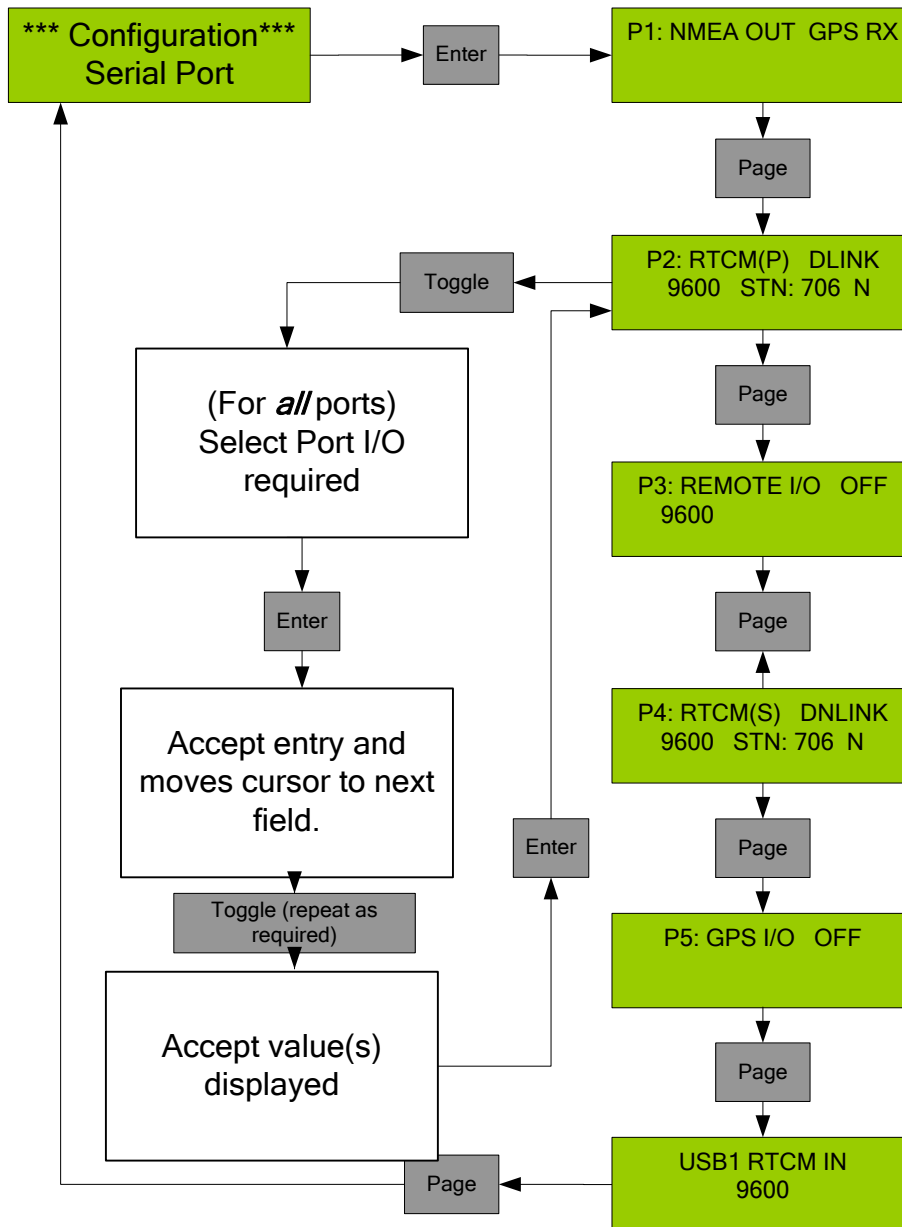 *** Configuration***
Serial Port
Enter
P1: NMEA OUT GPS RX
Page
P2: RTCM(P) DLINK
9600 STN: 706 N
Toggle
(For all ports)
Select Port I/O
required
Page
P3: REMOTE I/O OFF
9600
Enter
Page
Accept entry and
moves cursor to next
field.
P4: RTCM(S) DNLINK
9600 STN: 706 N
Enter
Page
Toggle (repeat as
required)
P5: GPS I/O OFF
Accept value(s)
displayed
Page
Page
USB1 RTCM IN
9600